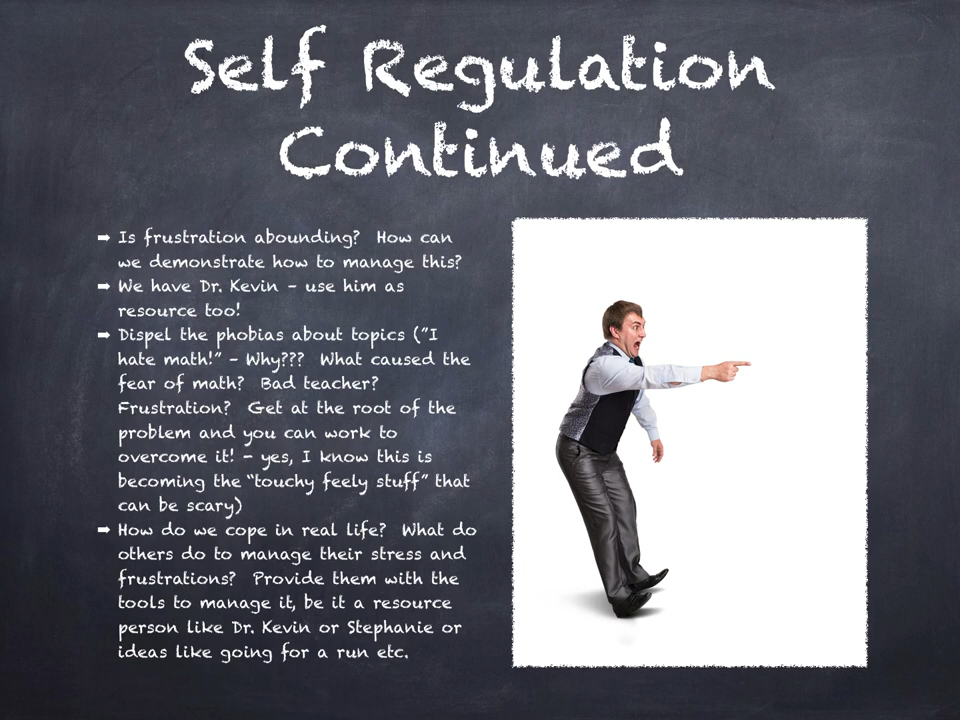 Self Regulation
Continued
➡ Is frustration abounding? How can
we demonstrate how to manage this?
➡ We have Dr. Kevin – use him as
resource too!
➡ Dispel the phobias about topics ("I
hate math!" – Why??? What caused the
fear of math? Bad teacher?
Frustration? Get at the root of the
problem and you can work to
overcome it! - yes, I know this is
becoming the “touchy feely stuff” that
can be scary)
➡ How do we cope in real life? What do
others do to manage their stress and
frustrations? Provide them with the
tools to manage it, be it a resource
person like Dr. Kevin or Stephanie or
ideas like going for a run etc.